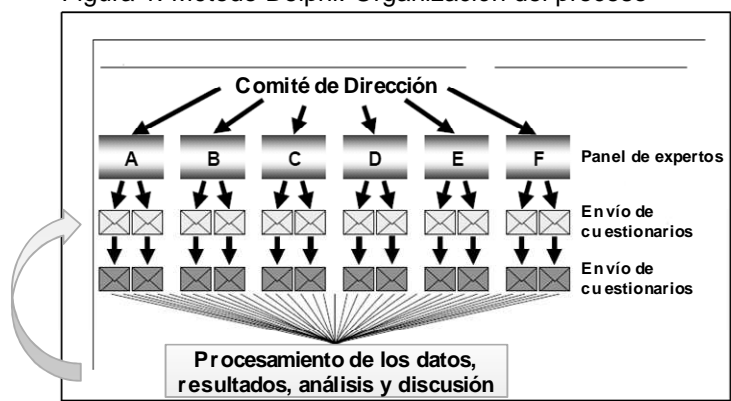 Figura 1. Método Delphi. Organización del proceso
Comité de Dirección
A B C D E F
Panel de expertos
Envío de
cuestionarios
Envío de
cuestionarios
Procesamiento de los datos,
resultados, análisis y discusión